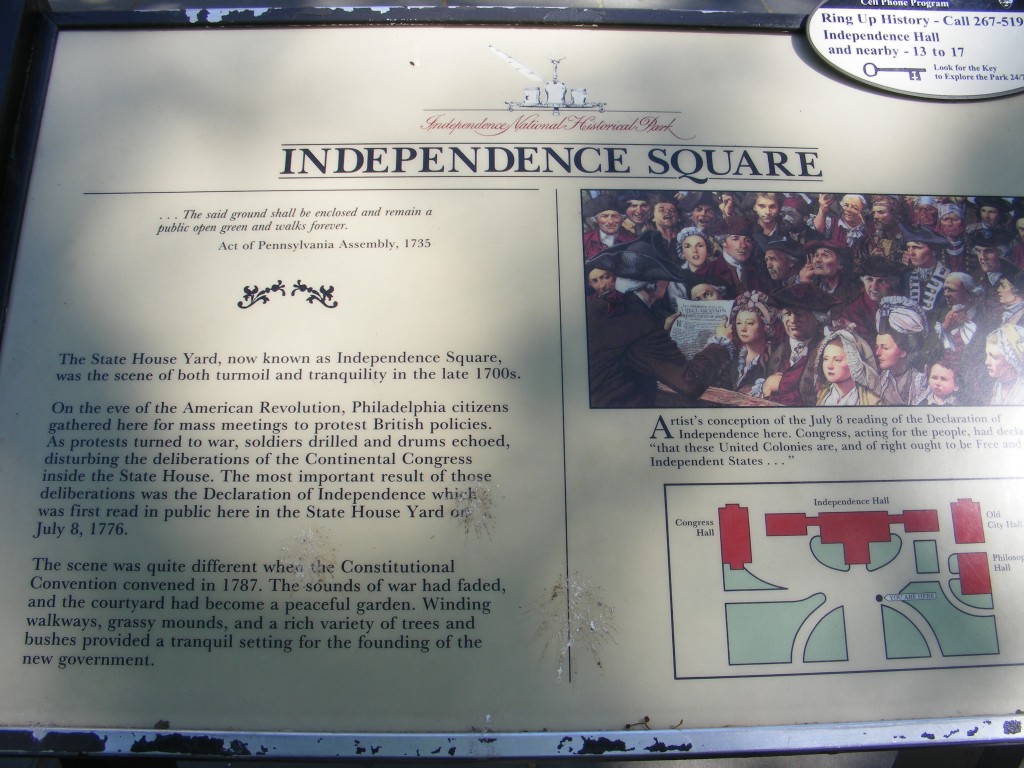 Cell Phone Program
Ring Up History - Call 267-519
Independence Hall
and nearby - 13 to 17
Look for the Key
to Explore the Park 24/7
Independence National Historical Park
INDEPENDENCE SQUARE
. . . The said ground shall be enclosed and remain a
public open green and walks forever.
Act of Pennsylvania Assembly, 1735
The State House Yard, now known as Independence Square,
was the scene of both turmoil and tranquility in the late 1700s.
On the eve of the American Revolution, Philadelphia citizens
gathered here for mass meetings to protest British policies.
As protests turned to war, soldiers drilled and drums echoed,
disturbing the deliberations of the Continental Congress
inside the State House. The most important result of those
deliberations was the Declaration of Independence which
was first read in public here in the State House Yard on
July 8, 1776.
The scene was quite different when the Constitutional
Convention convened in 1787. The sounds of war had faded,
and the courtyard had become a peaceful garden. Winding
walkways, grassy mounds, and a rich variety of trees and
bushes provided a tranquil setting for the founding of the
new government.
Artist's conception of the July 8 reading of the Declaration of
Independence here. Congress, acting for the people, had decla
“that these United Colonies are, and of right ought to be Free and
Independent States . . .”
Independence Hall
Congress
Hall
Old
City Hall
Philosop
Hall
YOU ARE HERE